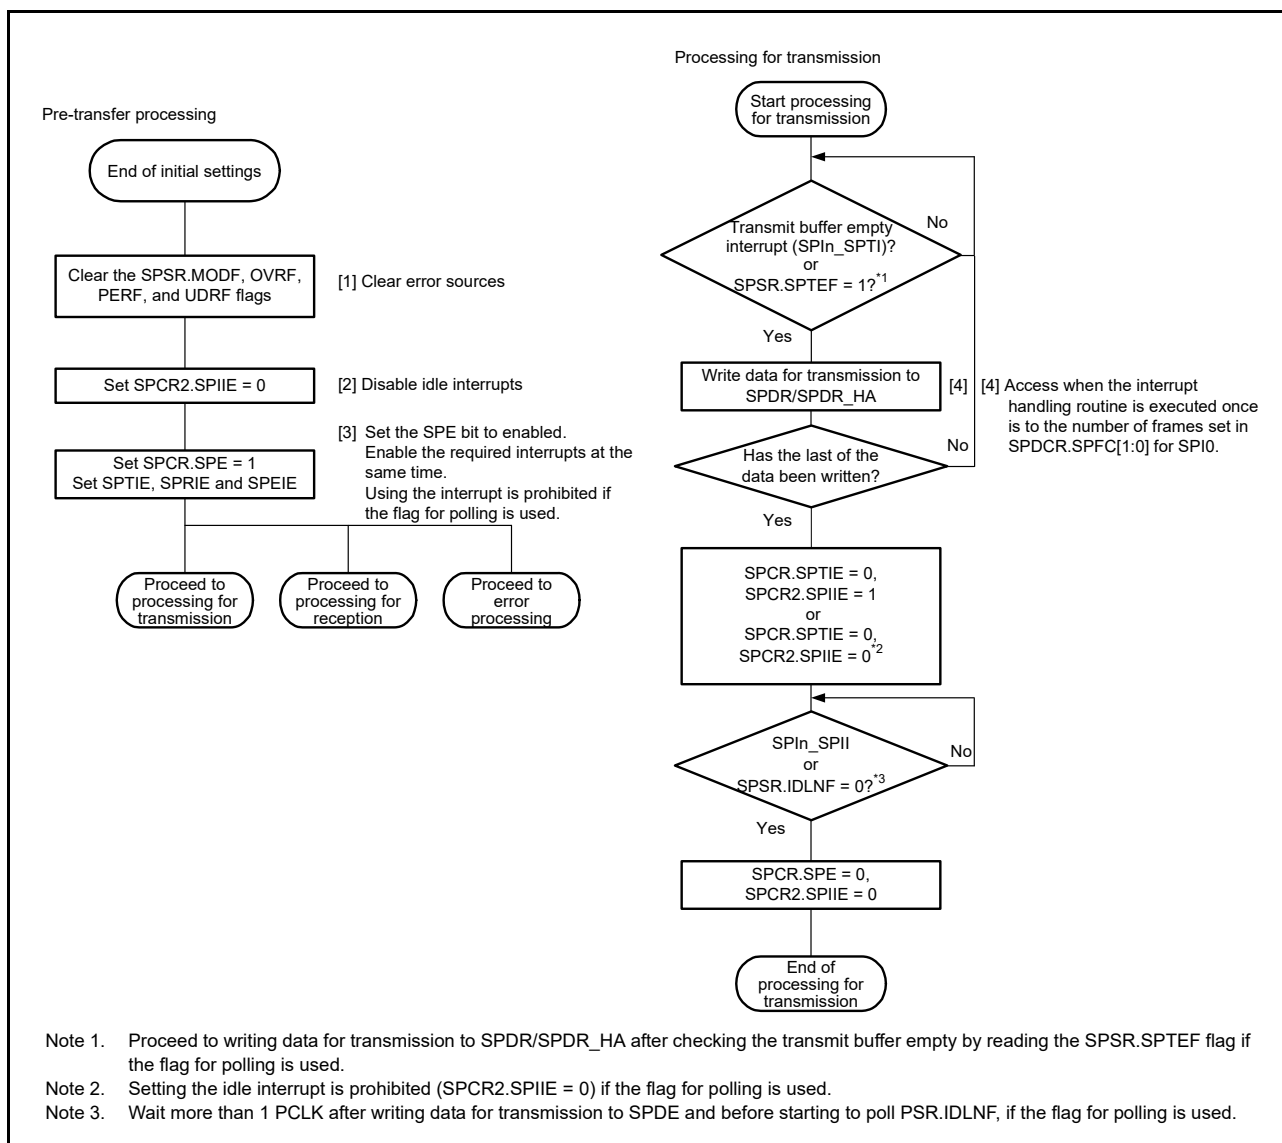 Pre-transfer processing
End of initial settings
Clear the SPSR.MODF, OVRF,
PERF, and UDRF flags
[1] Clear error sources
Set SPCR2.SPIIE = 0
[2] Disable idle interrupts
Set SPCR.SPE = 1
Set SPTIE, SPRIE and SPEIE
[3] Set the SPE bit to enabled.
Enable the required interrupts at the
same time.
Using the interrupt is prohibited if
the flag for polling is used.
Proceed to
processing for
transmission
Proceed to
processing for
reception
Proceed to
error
processing
Processing for transmission
Start processing
for transmission
Transmit buffer empty
interrupt (SPIn_SPTI)?
or
SPSR.SPTEF = 1?*1
No
Yes
Write data for transmission to
SPDR/SPDR_HA
[4]
[4] Access when the interrupt
handling routine is executed once
is to the number of frames set in
SPDCR.SPFC[1:0] for SPI0.
Has the last of the
data been written?
No
Yes
SPCR.SPTIE = 0,
SPCR2.SPIIE = 1
or
SPCR.SPTIE = 0,
SPCR2.SPIIE = 0*2
SPIn_SPII
or
SPSR.IDLNF = 0?*3
No
Yes
SPCR.SPE = 0,
SPCR2.SPIIE = 0
End of
processing for
transmission
Note 1. Proceed to writing data for transmission to SPDR/SPDR_HA after checking the transmit buffer empty by reading the SPSR.SPTEF flag if
the flag for polling is used.
Note 2. Setting the idle interrupt is prohibited (SPCR2.SPIIE = 0) if the flag for polling is used.
Note 3. Wait more than 1 PCLK after writing data for transmission to SPDE and before starting to poll PSR.IDLNF, if the flag for polling is used.